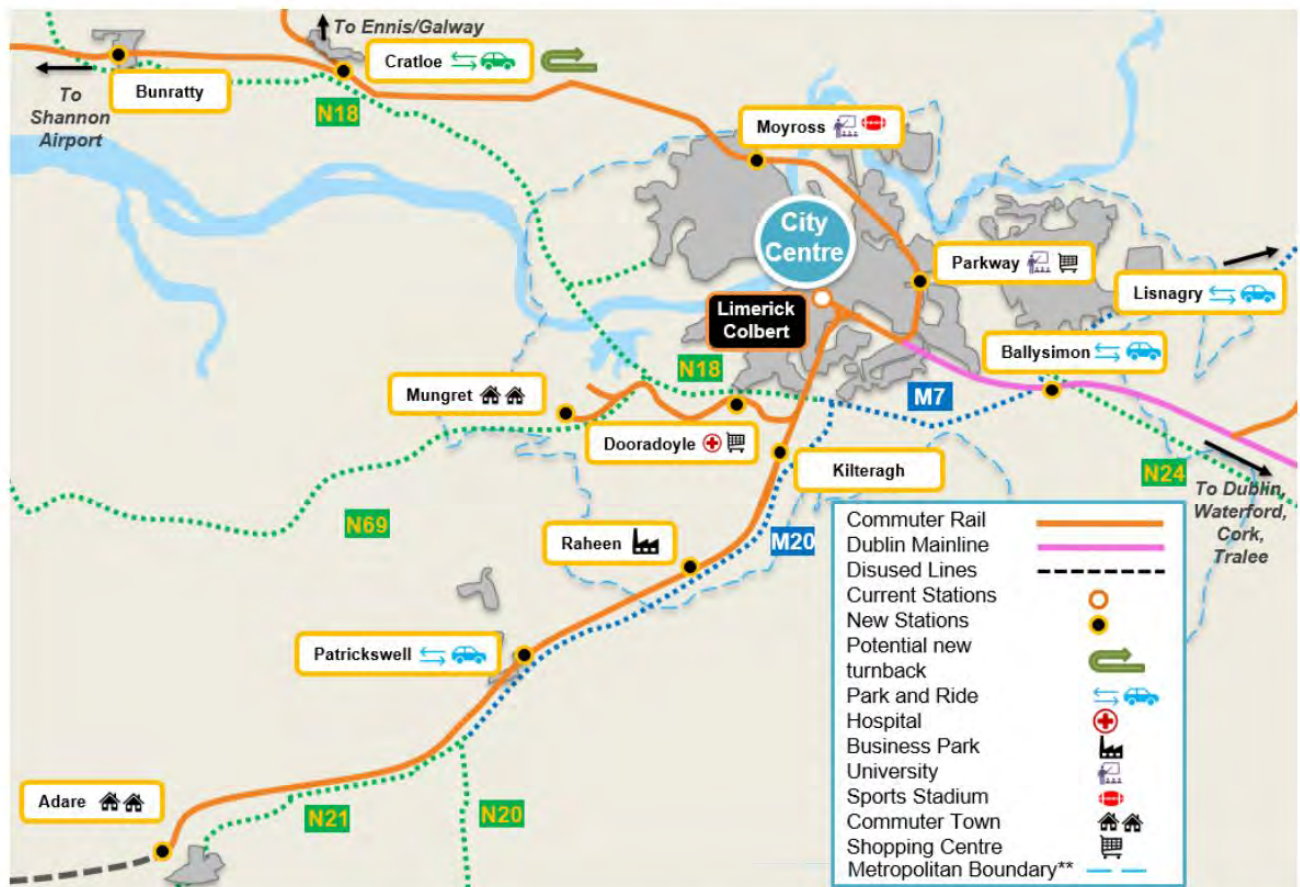 To Ennis/Galway
Cratloe
Bunratty
To
Shannon
Airport
N18
Moyross
City
Centre
Parkway
Lisnagry
Limerick
Colbert
Ballysimon
N18
M7
Mungret
Dooradoyle
Kilteragh
N24
To Dublin,
Waterford,
Cork,
Tralee
N69
Raheen
M20
Patrickswell
Adare
N21
N20
Commuter Rail
Dublin Mainline
Disused Lines
Current Stations
New Stations
Potential new
turnback
Park and Ride
Hospital
Business Park
University
Sports Stadium
Commuter Town
Shopping Centre
Metropolitan Boundary**